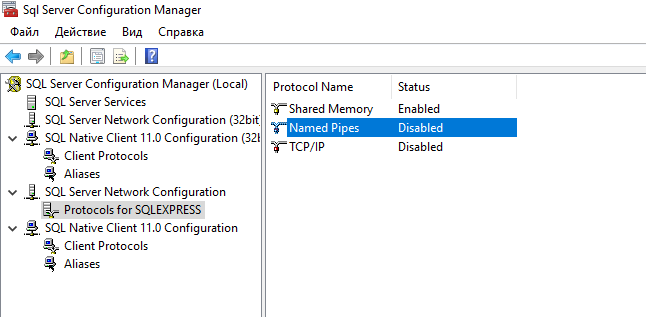 Sql Server Configuration Manager
Файл Действие Вид Справка
SQL Server Configuration Manager (Local)
SQL Server Services
SQL Server Network Configuration (32bit
SQL Native Client 11.0 Configuration (32b
Client Protocols
Aliases
SQL Server Network Configuration
Protocols for SQLEXPRESS
SQL Native Client 11.0 Configuration
Client Protocols
Aliases
Protocol Name Status
Shared Memory Enabled
Named Pipes Disabled
TCP/IP Disabled